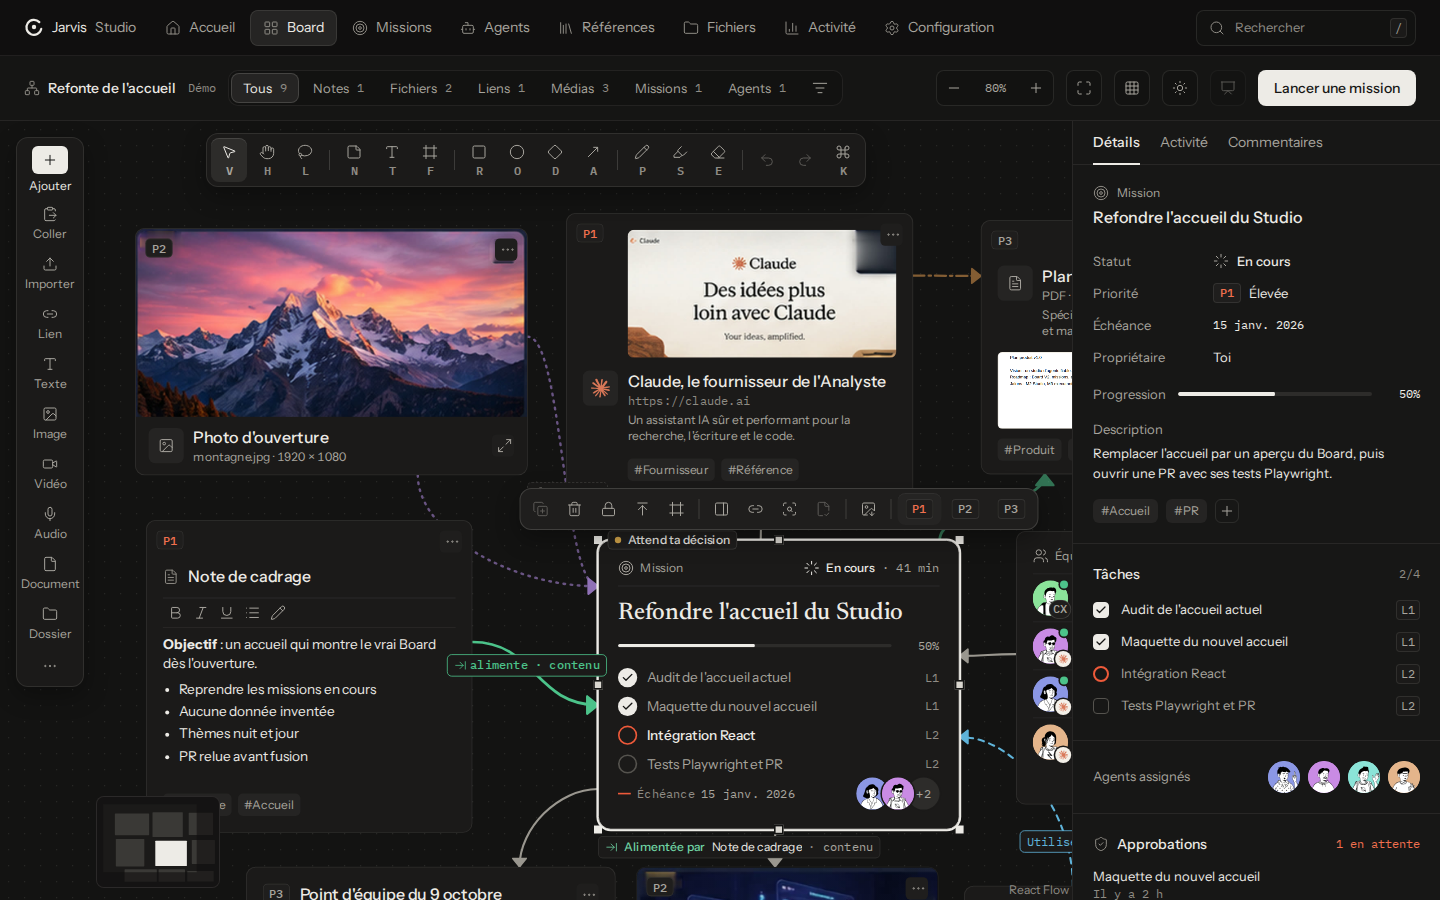 Jarvis Studio
Accueil
Board
Missions
Agents
Références
Fichiers
Activité
Configuration
Rechercher
/
Refonte de l'accueil
Démo
Tous 9
Notes 1
Fichiers 2
Liens 1
Médias 3
Missions 1
Agents 1
80%
Lancer une mission
Ajouter
Coller
Importer
Lien
Texte
Image
Vidéo
Audio
Document
Dossier
V
H
L
N
T
F
R
O
D
A
P
S
E
K
P2
Photo d'ouverture
montagne.jpg · 1920 × 1080
P1
Claude
Claude
Des idées plus
loin avec Claude
Your ideas, amplified.
Claude, le fournisseur de l'Analyste
https://claude.ai
Un assistant IA sûr et performant pour la
recherche, l'écriture et le code.
#Fournisseur
#Référence
P3
PDF ·
et ma
#Produit
P1
P2
P3
P1
Note de cadrage
B
I
U
Objectif : un accueil qui montre le vrai Board
dès l'ouverture.
Reprendre les missions en cours
Aucune donnée inventée
Thèmes nuit et jour
PR relue avant fusion
#Accueil
alimente · contenu
Attend ta décision
Mission
En cours · 41 min
Refondre l'accueil du Studio
50%
Audit de l'accueil actuel
L1
Maquette du nouvel accueil
L1
Intégration React
L2
Tests Playwright et PR
L2
Échéance 15 janv. 2026
+2
Alimentée par Note de cadrage · contenu
CX
P3
Point d'équipe du 9 octobre
P2
React Flow
Détails
Activité
Commentaires
Mission
Refondre l'accueil du Studio
Statut
En cours
Priorité
P1 Élevée
Échéance
15 janv. 2026
Propriétaire
Toi
Progression
50%
Description
Remplacer l'accueil par un aperçu du Board, puis
ouvrir une PR avec ses tests Playwright.
#Accueil
#PR
Tâches
2/4
Audit de l'accueil actuel
L1
Maquette du nouvel accueil
L1
Intégration React
L2
Tests Playwright et PR
L2
Agents assignés
Approbations
1 en attente
Maquette du nouvel accueil
Il y a 2 h